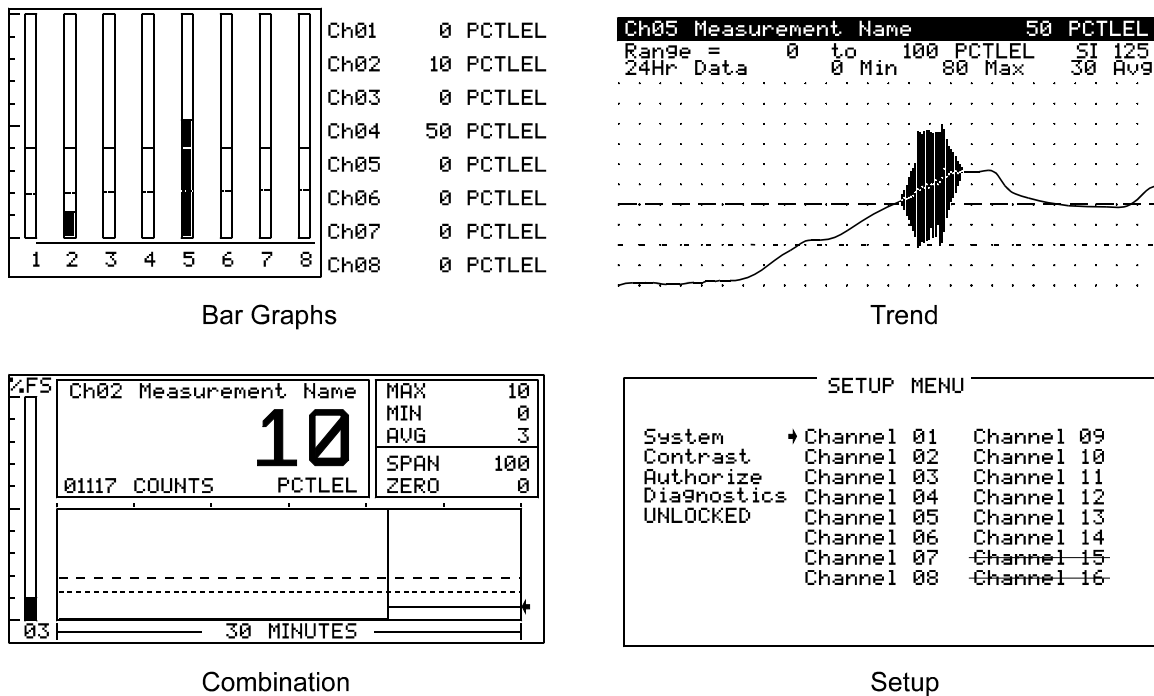 Ch01 0 PCTLEL
Ch02 10 PCTLEL
Ch03 0 PCTLEL
Ch04 50 PCTLEL
Ch05 0 PCTLEL
Ch06 0 PCTLEL
Ch07 0 PCTLEL
Ch08 0 PCTLEL
1 2 3 4 5 6 7 8
Bar Graphs
Ch05 Measurement Name 50 PCTLEL
Range = 0 to 100 PCTLEL SI 125
24Hr Data 0 Min 80 Max 30 Avg
Trend
%FS
Ch02 Measurement Name
10
01117 COUNTS PCTLEL
MAX 10
MIN 0
AVG 3
SPAN 100
ZERO 0
03
30 MINUTES
Combination
SETUP MENU
System Channel 01 Channel 09
Contrast Channel 02 Channel 10
Authorize Channel 03 Channel 11
Diagnostics Channel 04 Channel 12
UNLOCKED Channel 05 Channel 13
Channel 06 Channel 14
Channel 07 Channel 15
Channel 08 Channel 16
Setup